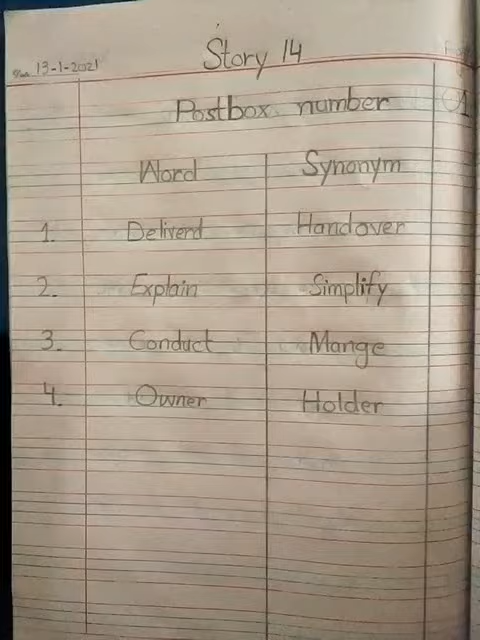 Story 14
13-1-2021
Postbox number
Word Synonym
1. Deliverd Handover
2. Explain Simplify
3. Conduct Mange
4. Owner Holder